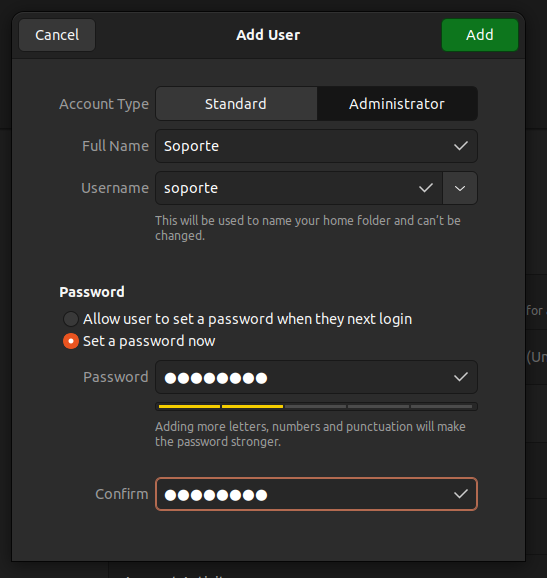 Cancel Add User Add
Account Type Standard Administrator
Full Name Soporte
Username soporte
This will be used to name your home folder and can't be
changed.
Password
Allow user to set a password when they next login
for
Set a password now
(Un
Password ●●●●●●●●
Adding more letters, numbers and punctuation will make
the password stronger.
Confirm ●●●●●●●●